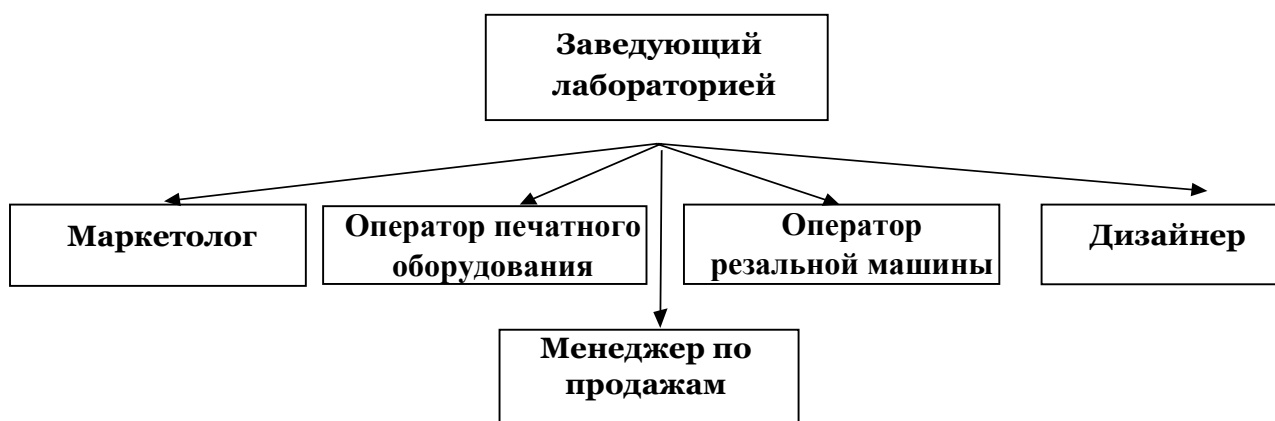 Заведующий
лабораторией
Маркетолог
Оператор печатного
оборудования
Оператор
резальной машины
Дизайнер
Менеджер по
продажам